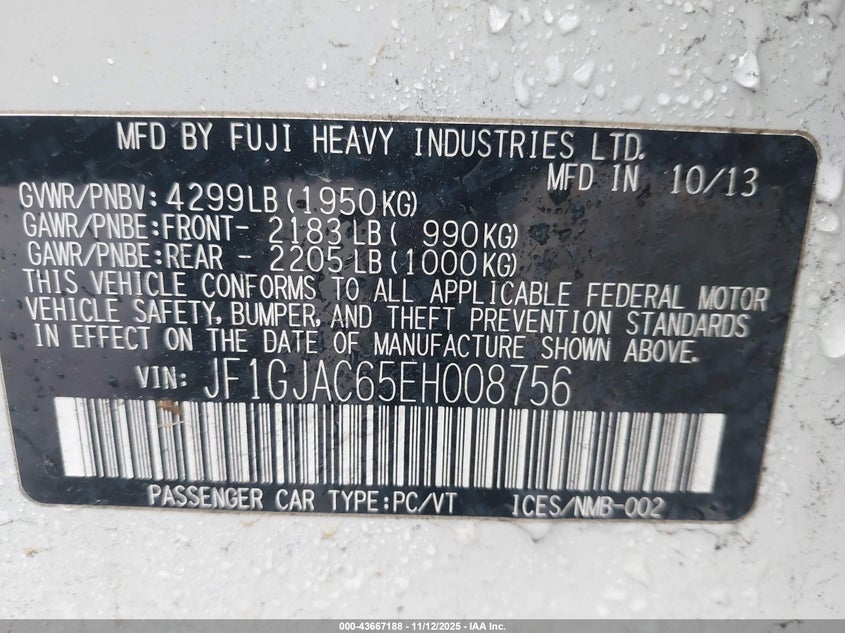 MFD BY FUJI HEAVY INDUSTRIES LTD.
MFD IN 10/13
GVWR/PNBV: 4299LB (1950KG)
GAWR/PNBE:FRONT- 2183LB ( 990KG)
GAWR/PNBE:REAR - 2205LB (1000KG)
THIS VEHICLE CONFORMS TO ALL APPLICABLE FEDERAL MOTOR
VEHICLE SAFETY, BUMPER, AND THEFT PREVENTION STANDARDS
IN EFFECT ON THE DATE OF MANUFACTURE SHOWN ABOVE.
VIN: JF1GJAC65EH008756
PASSENGER CAR TYPE:PC/VT ICES/NMB-002
000-43667188 - 11/12/2025 - IAA Inc.